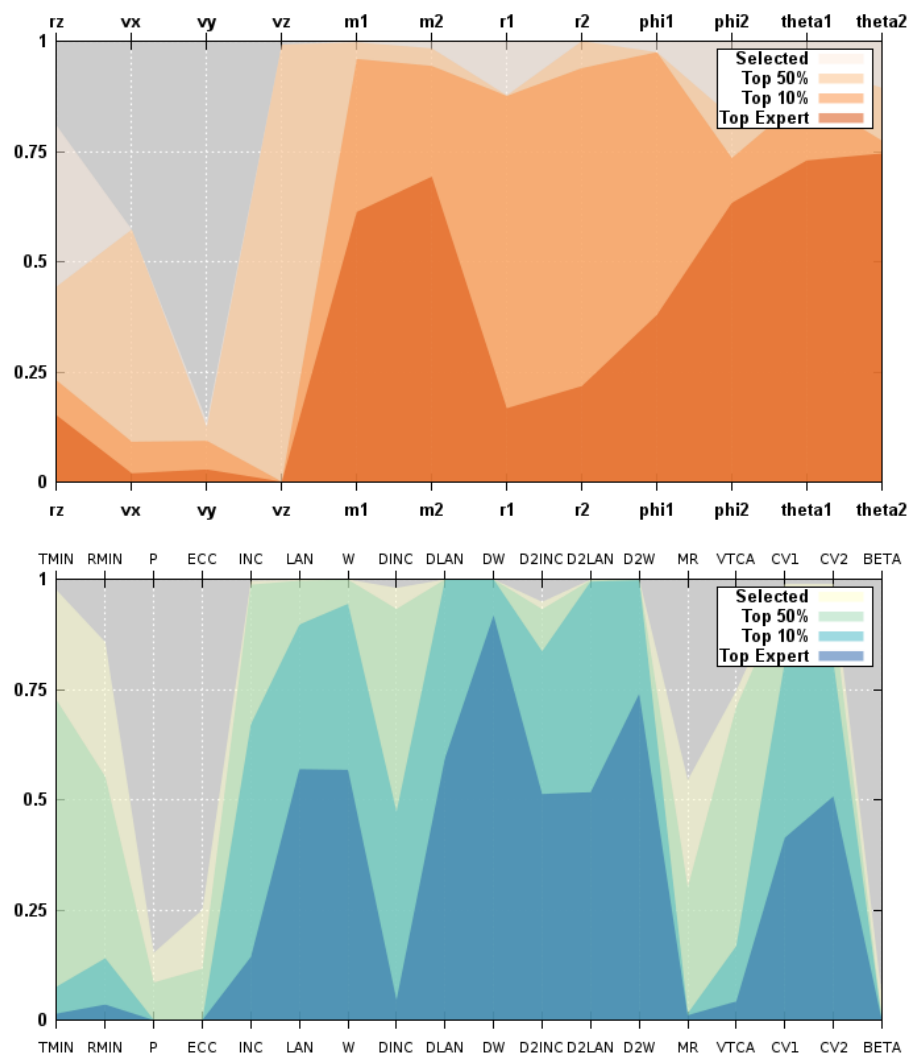 rz vx vy vz m1 m2 r1 r2 phi1 phi2 theta1 theta2
1
Selected
Top 50%
Top 10%
Top Expert
0.75
0.5
0.25
0
rz vx vy vz m1 m2 r1 r2 phi1 phi2 theta1 theta2
TMIN RMIN P ECC INC LAN W DINC DLAN DW D2INC D2LAN D2W MR VTCA CV1 CV2 BETA
1
Selected
Top 50%
Top 10%
Top Expert
0.75
0.5
0.25
0
TMIN RMIN P ECC INC LAN W DINC DLAN DW D2INC D2LAN D2W MR VTCA CV1 CV2 BETA